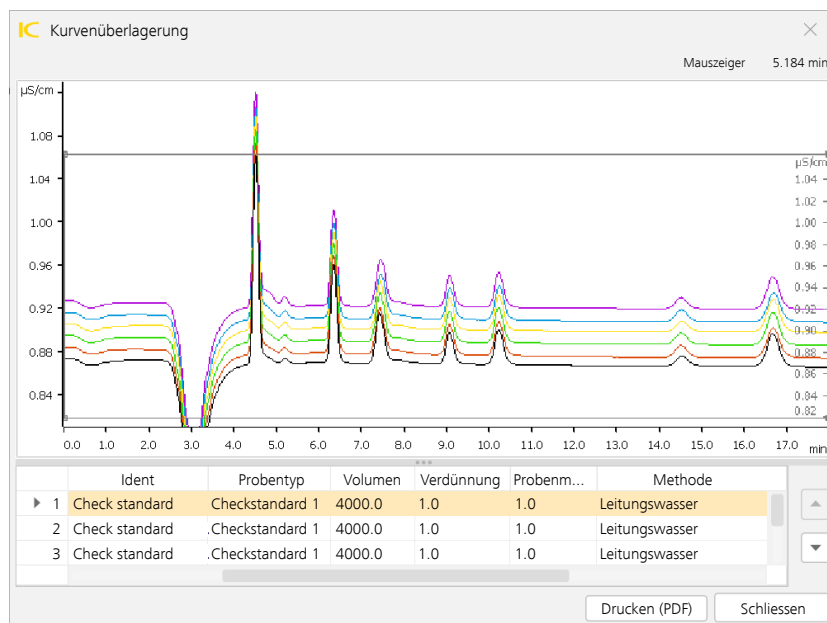 IC Kurvenüberlagerung
Mauszeiger 5.184 min
µS/cm
1.08
1.04
1.00
0.96
0.92
0.88
0.84
µS/cm
1.04
1.02
1.00
0.98
0.96
0.94
0.92
0.90
0.88
0.86
0.84
0.82
0.0 1.0 2.0 3.0 4.0 5.0 6.0 7.0 8.0 9.0 10.0 11.0 12.0 13.0 14.0 15.0 16.0 17.0 min
Ident Probentyp Volumen Verdünnung Probenm... Methode
1 Check standard Checkstandard 1 4000.0 1.0 1.0 Leitungswasser
2 Check standard Checkstandard 1 4000.0 1.0 1.0 Leitungswasser
3 Check standard Checkstandard 1 4000.0 1.0 1.0 Leitungswasser
Drucken (PDF) Schliessen